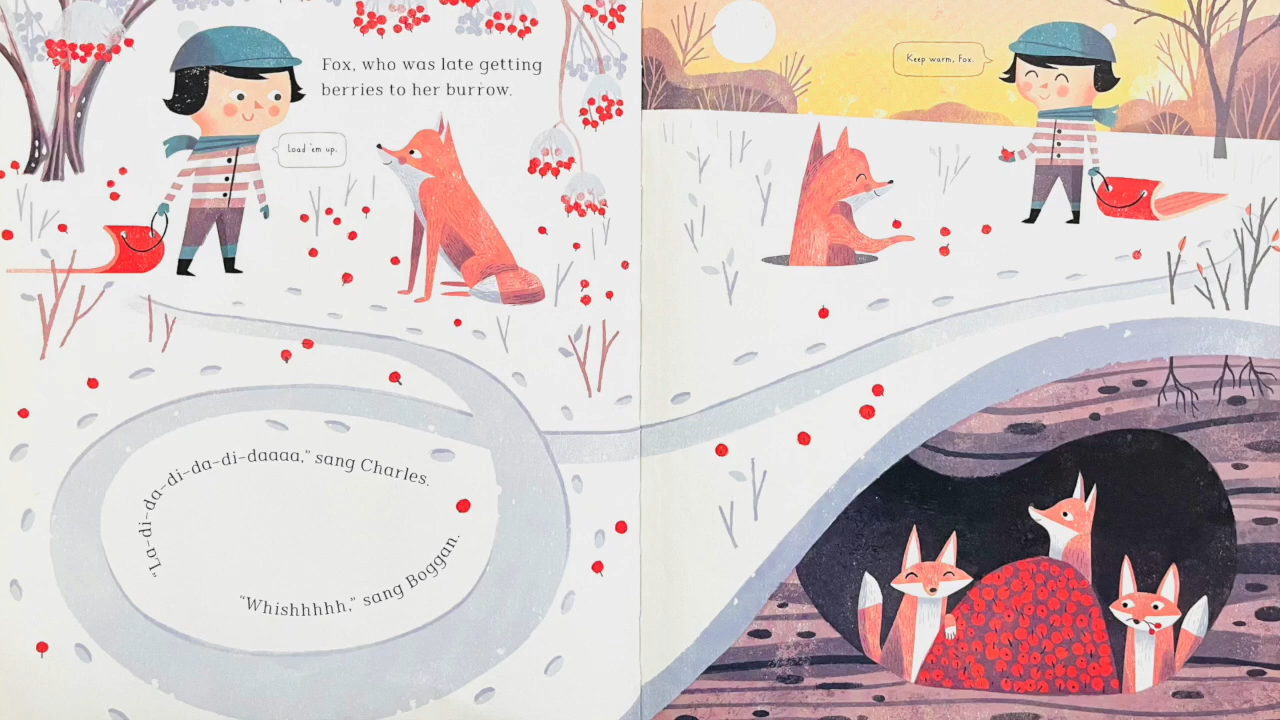 Fox, who was late getting
berries to her burrow.
Load 'em up.
"La-di-da-di-da-di-daaaa," sang Charles.
"Whishhhhh," sang Boggan.
Keep warm, Fox.